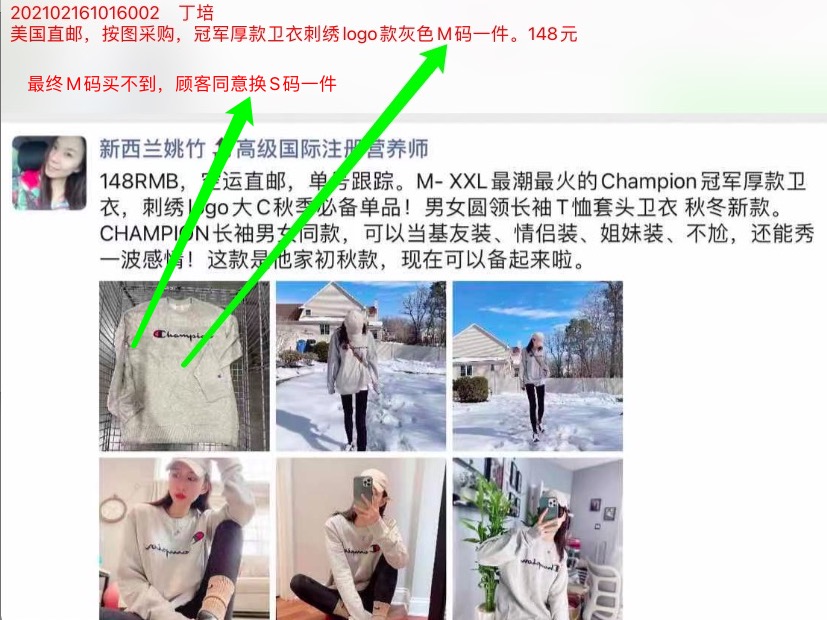 202102161016002 丁培
美国直邮，按图采购，冠军厚款卫衣刺绣logo款灰色M码一件。148元
最终M码买不到，顾客同意换S码一件
新西兰姚竹 高级国际注册营养师
148RMB，空运直邮，单号跟踪。M- XXL最潮最火的Champion冠军厚款卫
衣，刺绣logo大C秋季必备单品！男女圆领长袖T恤套头卫衣 秋冬新款。
CHAMPION长袖男女同款，可以当基友装、情侣装、姐妹装、不尬，还能秀
一波感情！这款是他家初秋款，现在可以备起来啦。
Champion